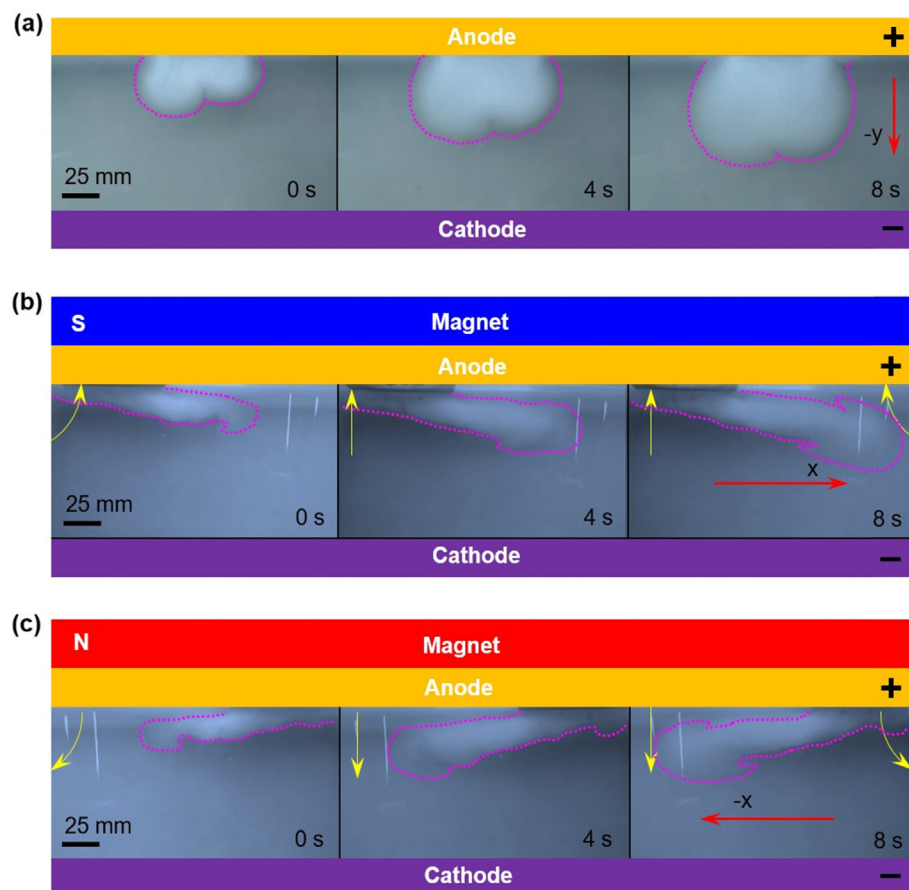 (a)
Anode +
-y
25 mm 0 s 4 s 8 s
Cathode −
(b)
S Magnet
Anode +
x
25 mm 0 s 4 s 8 s
Cathode −
(c)
N Magnet
Anode +
-x
25 mm 0 s 4 s 8 s
Cathode −